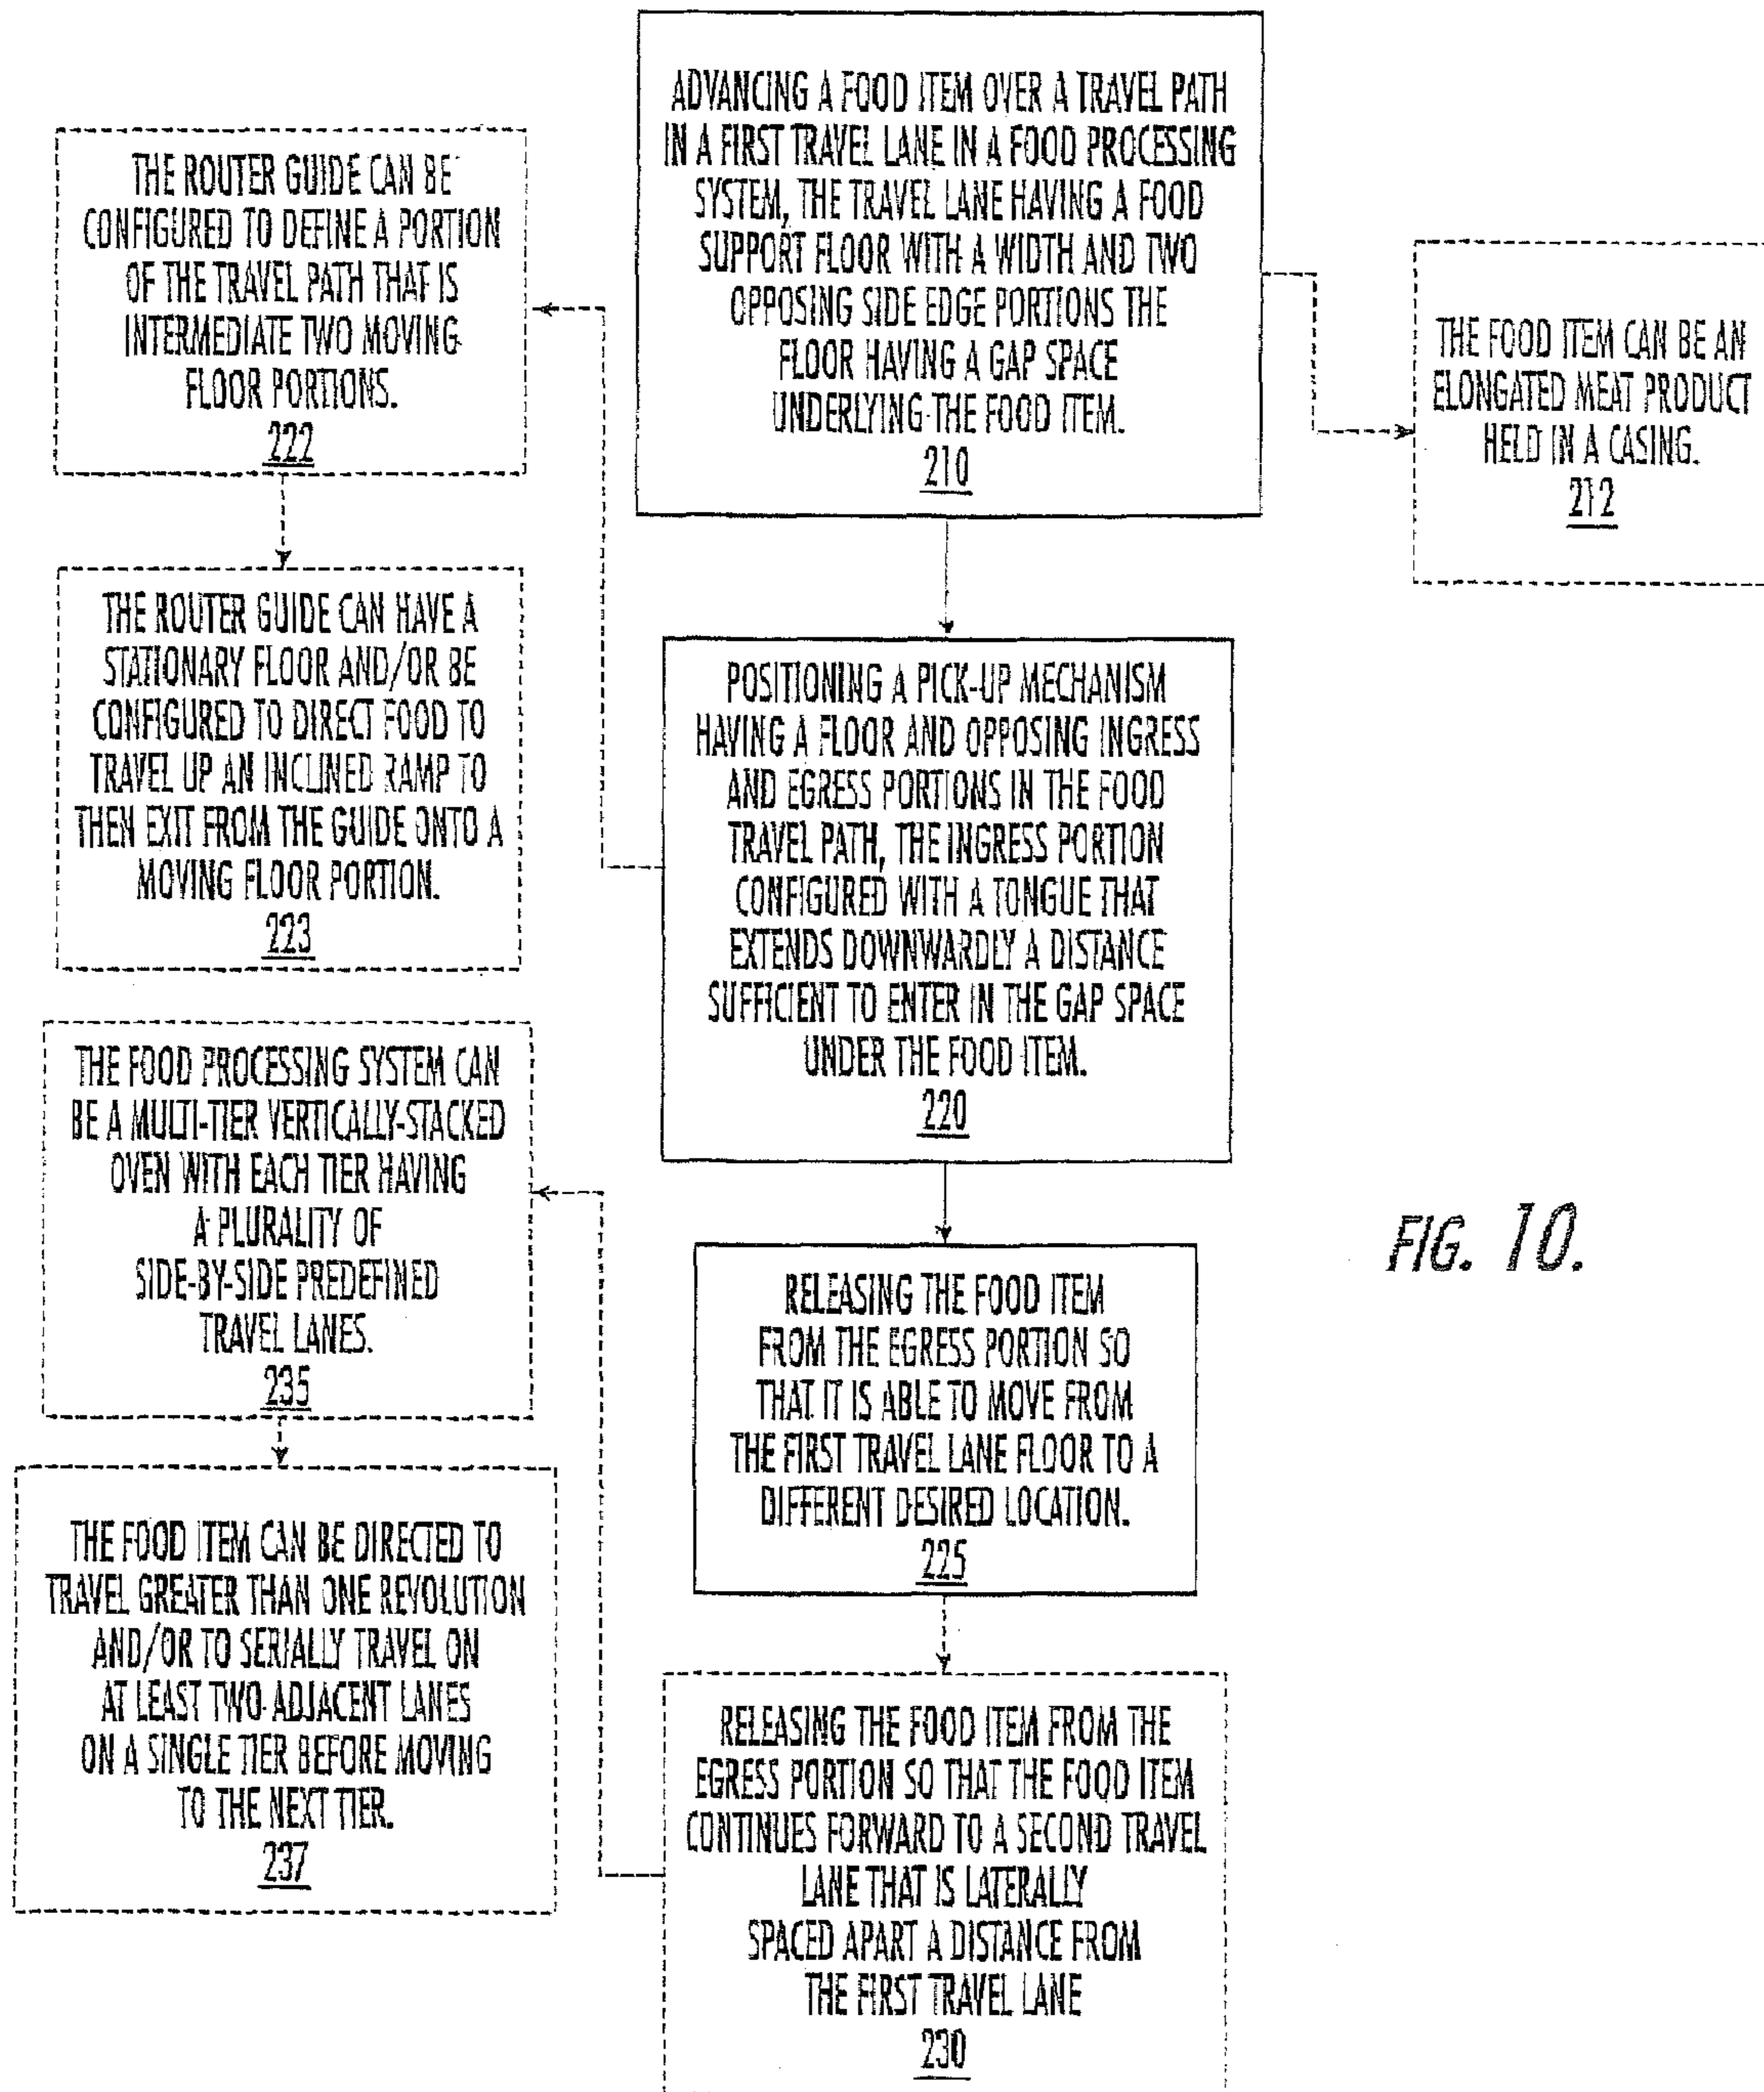 ADVANCING A FOOD ITEM OVER A TRAVEL PATH
IN A FIRST TRAVEL LANE IN A FOOD PROCESSING
SYSTEM, THE TRAVEL LANE HAVING A FOOD
SUPPORT FLOOR WITH A WIDTH AND TWO
OPPOSING SIDE EDGE PORTIONS THE
FLOOR HAVING A GAP SPACE
UNDERLYING THE FOOD ITEM.
210
THE FOOD ITEM CAN BE AN
ELONGATED MEAT PRODUCT
HELD IN A CASING.
212
THE ROUTER GUIDE CAN BE
CONFIGURED TO DEFINE A PORTION
OF THE TRAVEL PATH THAT IS
INTERMEDIATE TWO MOVING
FLOOR PORTIONS.
222
THE ROUTER GUIDE CAN HAVE A
STATIONARY FLOOR AND/OR BE
CONFIGURED TO DIRECT FOOD TO
TRAVEL UP AN INCLINED RAMP TO
THEN EXIT FROM THE GUIDE ONTO A
MOVING FLOOR PORTION.
223
POSITIONING A PICK-UP MECHANISM
HAVING A FLOOR AND OPPOSING INGRESS
AND EGRESS PORTIONS IN THE FOOD
TRAVEL PATH, THE INGRESS PORTION
CONFIGURED WITH A TONGUE THAT
EXTENDS DOWNWARDLY A DISTANCE
SUFFICIENT TO ENTER IN THE GAP SPACE
UNDER THE FOOD ITEM.
220
THE FOOD PROCESSING SYSTEM CAN
BE A MULTI-TIER VERTICALLY-STACKED
OVEN WITH EACH TIER HAVING
A PLURALITY OF
SIDE-BY-SIDE PREDEFINED
TRAVEL LANES.
235
RELEASING THE FOOD ITEM
FROM THE EGRESS PORTION SO
THAT IT IS ABLE TO MOVE FROM
THE FIRST TRAVEL LANE FLOOR TO A
DIFFERENT DESIRED LOCATION.
225
THE FOOD ITEM CAN BE DIRECTED TO
TRAVEL GREATER THAN ONE REVOLUTION
AND/OR TO SERIALLY TRAVEL ON
AT LEAST TWO ADJACENT LANES
ON A SINGLE TIER BEFORE MOVING
TO THE NEXT TIER.
237
RELEASING THE FOOD ITEM FROM THE
EGRESS PORTION SO THAT THE FOOD ITEM
CONTINUES FORWARD TO A SECOND TRAVEL
LANE THAT IS LATERALLY
SPACED APART A DISTANCE FROM
THE FIRST TRAVEL LANE
230
FIG. 10.